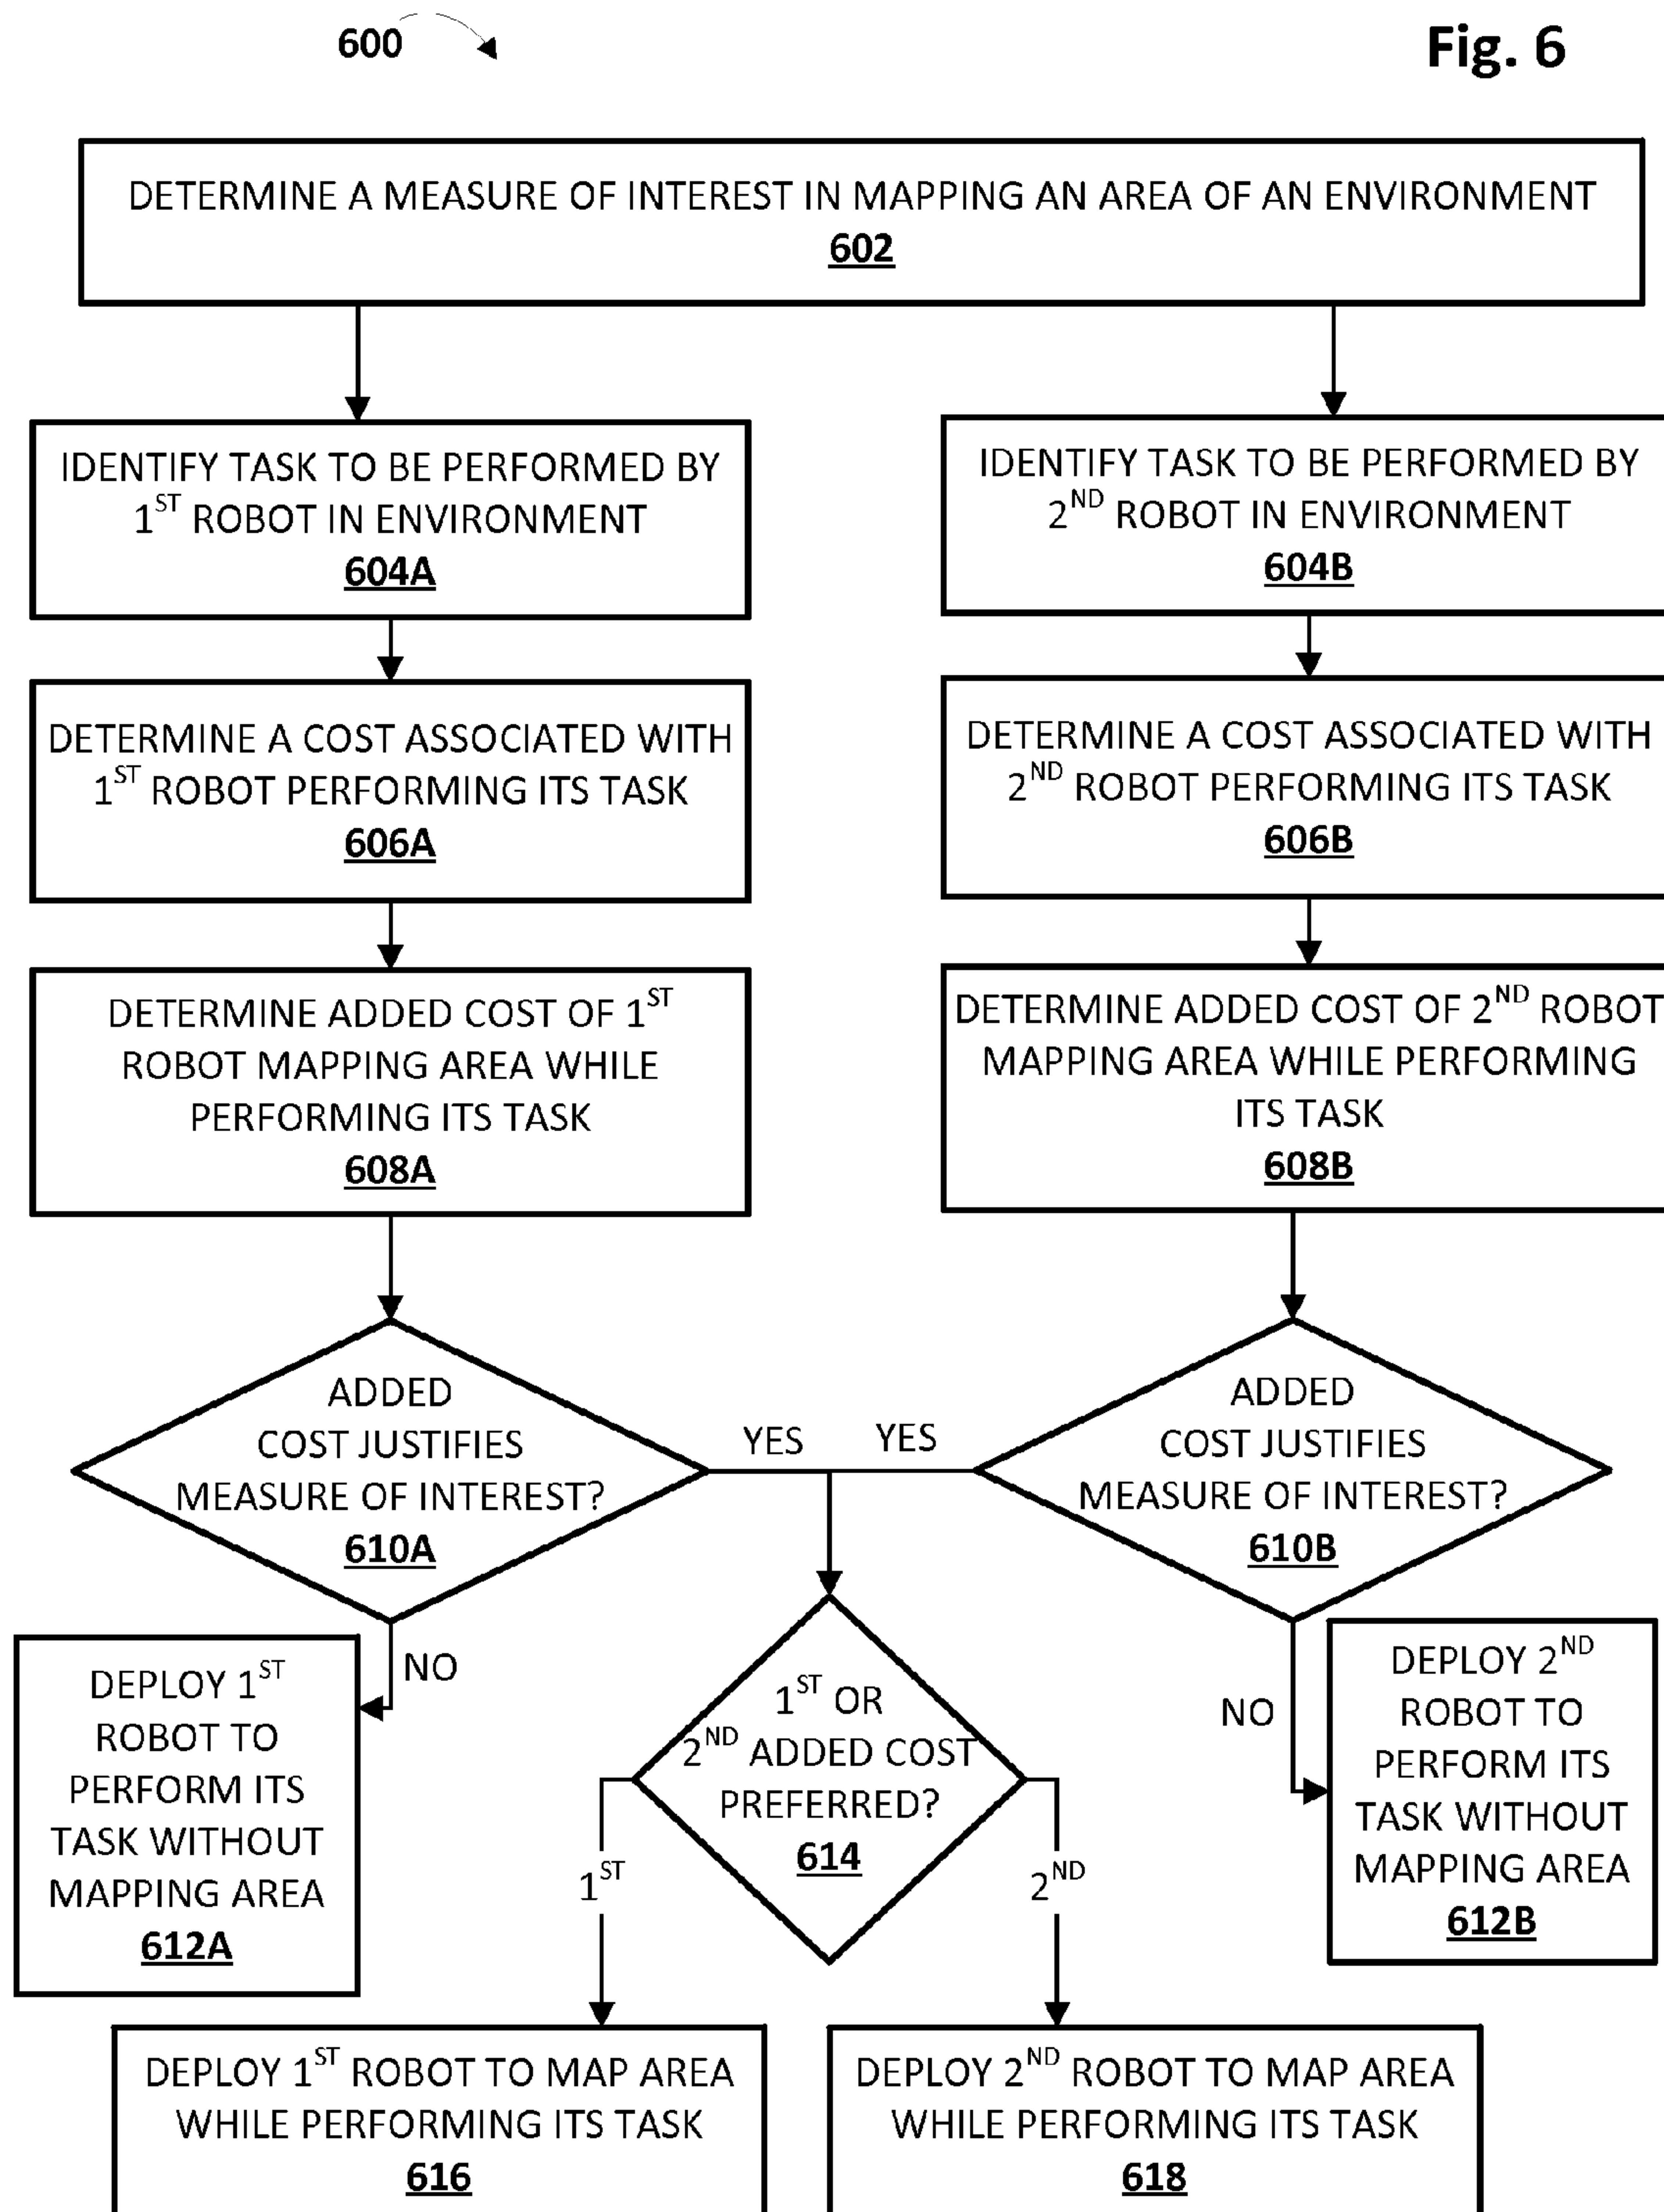 600
Fig. 6
DETERMINE A MEASURE OF INTEREST IN MAPPING AN AREA OF AN ENVIRONMENT
602
IDENTIFY TASK TO BE PERFORMED BY
1ST ROBOT IN ENVIRONMENT
604A
IDENTIFY TASK TO BE PERFORMED BY
2ND ROBOT IN ENVIRONMENT
604B
DETERMINE A COST ASSOCIATED WITH
1ST ROBOT PERFORMING ITS TASK
606A
DETERMINE A COST ASSOCIATED WITH
2ND ROBOT PERFORMING ITS TASK
606B
DETERMINE ADDED COST OF 1ST
ROBOT MAPPING AREA WHILE
PERFORMING ITS TASK
608A
DETERMINE ADDED COST OF 2ND ROBOT
MAPPING AREA WHILE PERFORMING
ITS TASK
608B
ADDED
COST JUSTIFIES
MEASURE OF INTEREST?
610A
YES
YES
ADDED
COST JUSTIFIES
MEASURE OF INTEREST?
610B
NO
DEPLOY 1ST
ROBOT TO
PERFORM ITS
TASK WITHOUT
MAPPING AREA
612A
1ST OR
2ND ADDED COST
PREFERRED?
614
NO
DEPLOY 2ND
ROBOT TO
PERFORM ITS
TASK WITHOUT
MAPPING AREA
612B
1ST
2ND
DEPLOY 1ST ROBOT TO MAP AREA
WHILE PERFORMING ITS TASK
616
DEPLOY 2ND ROBOT TO MAP AREA
WHILE PERFORMING ITS TASK
618